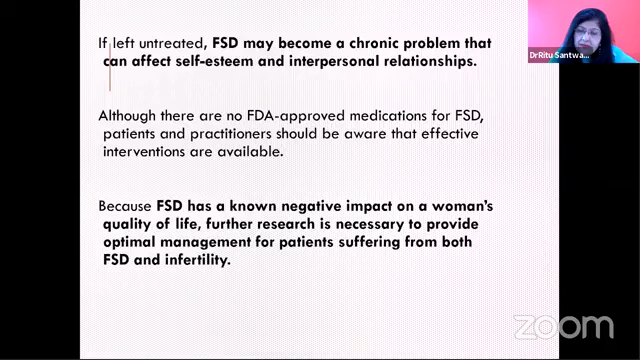 If left untreated, FSD may become a chronic problem that
can affect self-esteem and interpersonal relationships.
Although there are no FDA-approved medications for FSD,
patients and practitioners should be aware that effective
interventions are available.
Because FSD has a known negative impact on a woman's
quality of life, further research is necessary to provide
optimal management for patients suffering from both
FSD and infertility.
DrRitu Santwa...
zoom